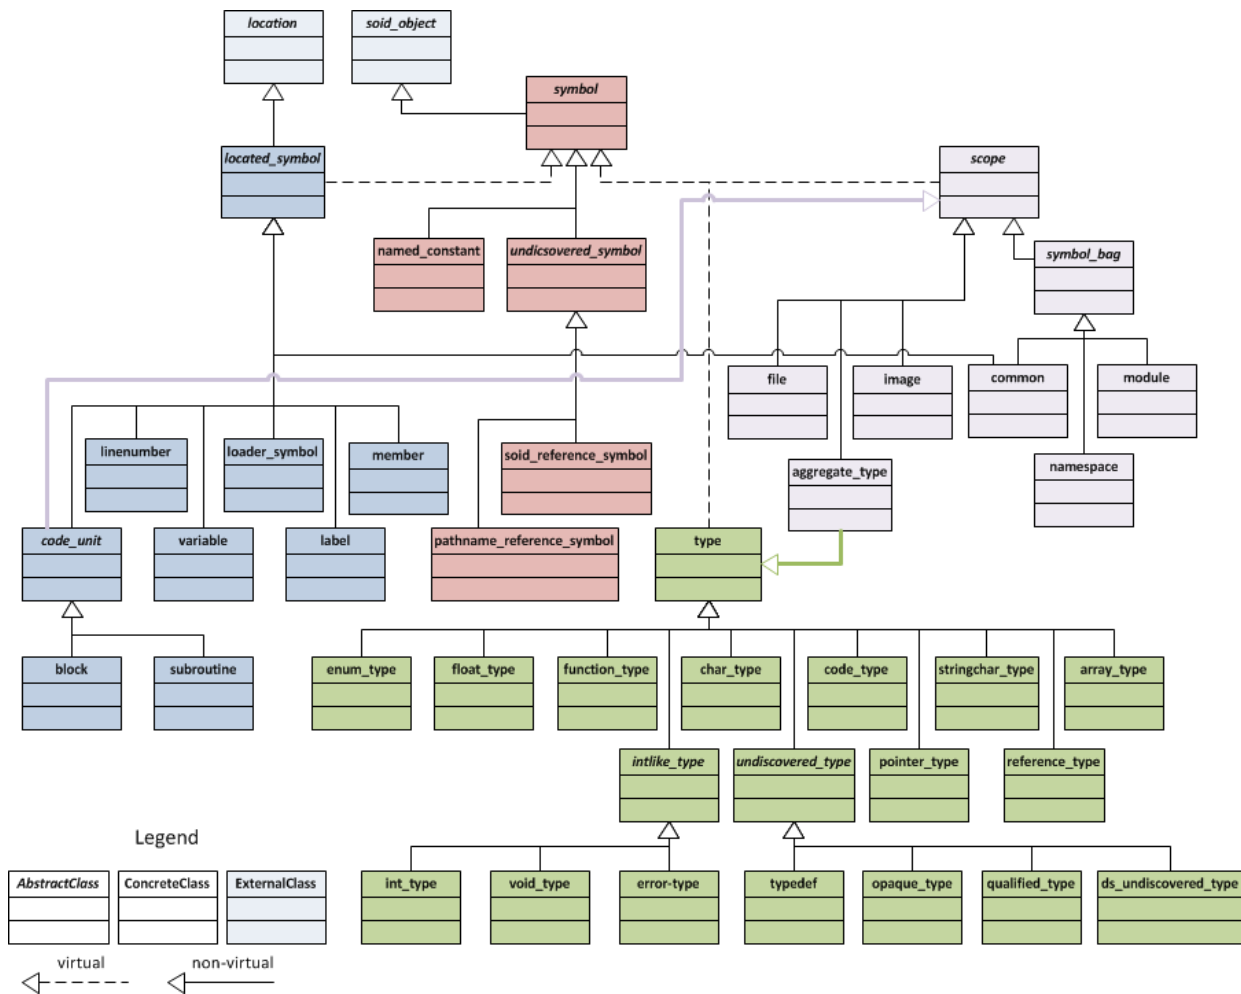 location
soid_object
symbol
located_symbol
scope
named_constant
undicsovered_symbol
symbol_bag
file
image
common
module
linenumber
loader_symbol
member
soid_reference_symbol
aggregate_type
namespace
code_unit
variable
label
pathname_reference_symbol
type
block
subroutine
enum_type
float_type
function_type
char_type
code_type
stringchar_type
array_type
intlike_type
undiscovered_type
pointer_type
reference_type
Legend
AbstractClass
ConcreteClass
ExternalClass
int_type
void_type
error-type
typedef
opaque_type
qualified_type
ds_undiscovered_type
virtual
non-virtual